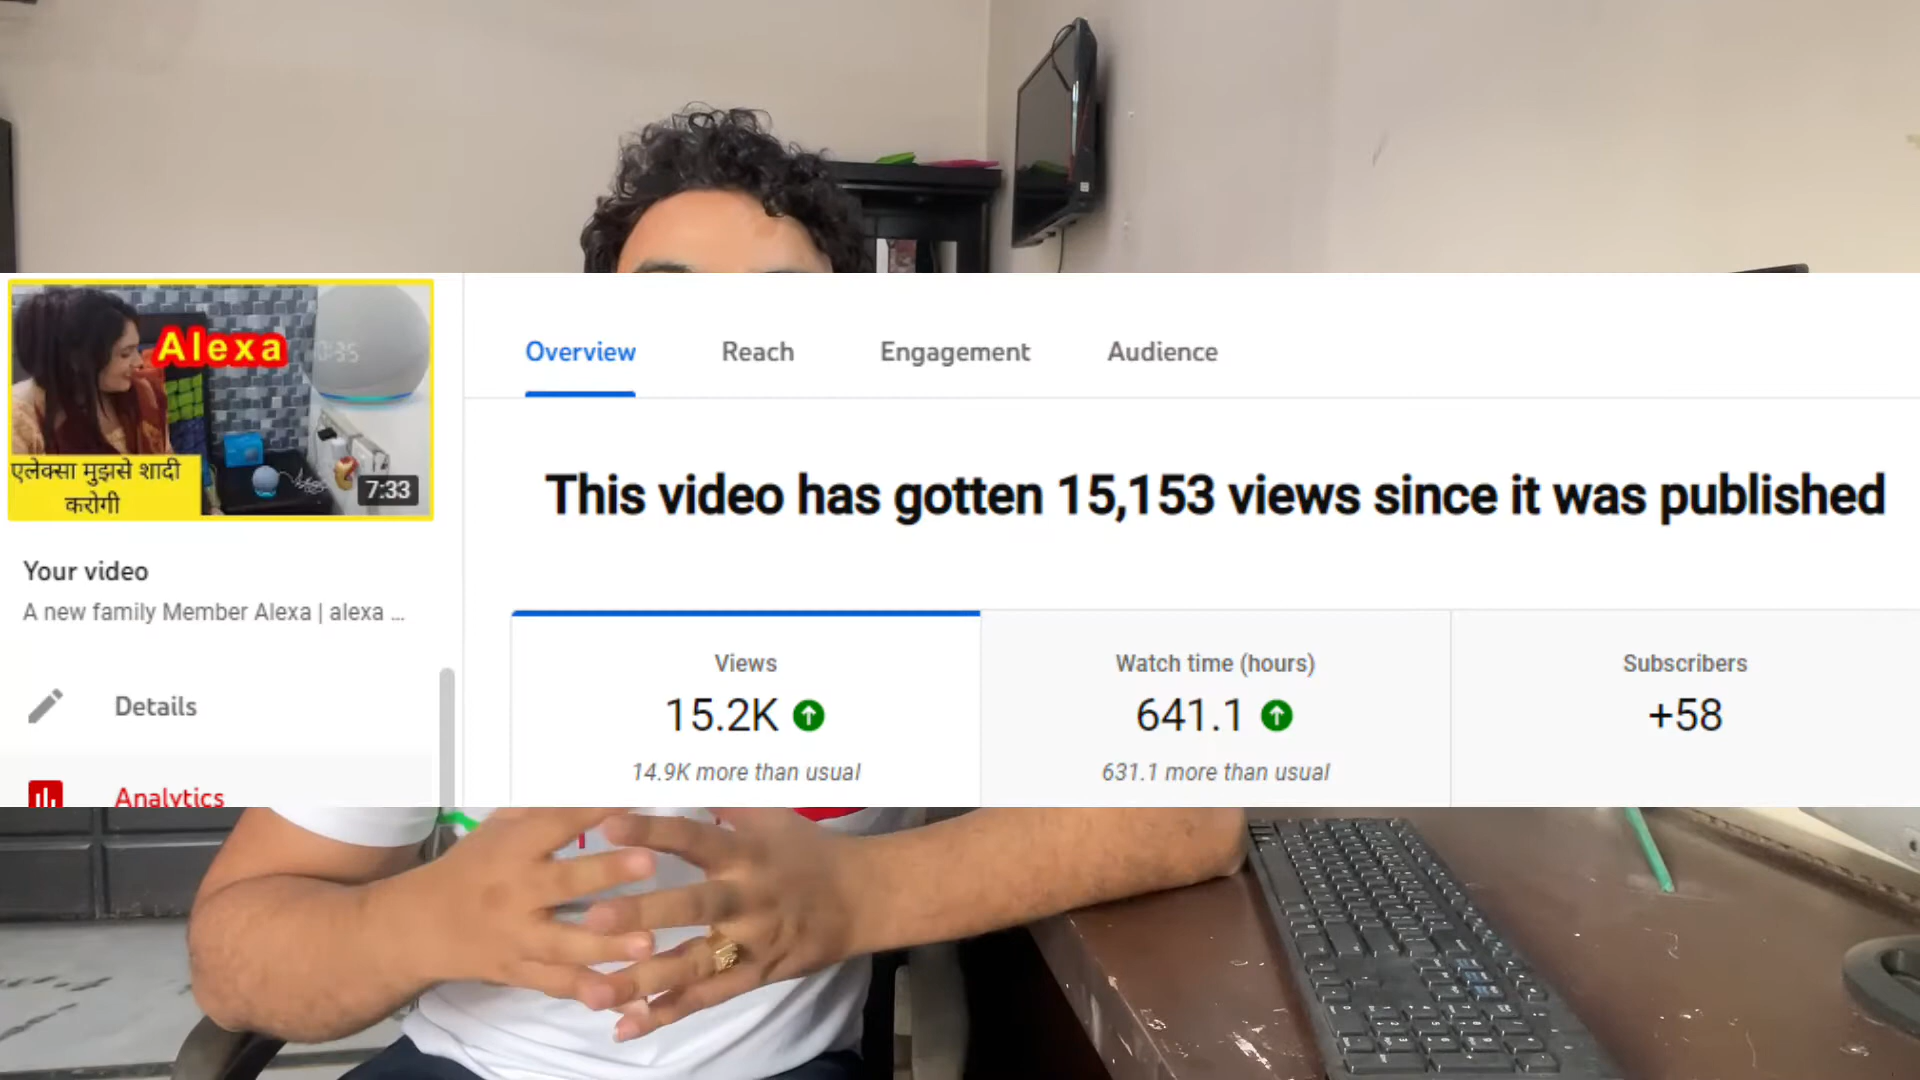 Alexa
0:35
एलेक्सा मुझसे शादी
करोगी
7:33
Your video
A new family Member Alexa | alexa ...
Details
Analytics
Overview
Reach
Engagement
Audience
This video has gotten 15,153 views since it was published
Views
15.2K
14.9K more than usual
Watch time (hours)
641.1
631.1 more than usual
Subscribers
+58